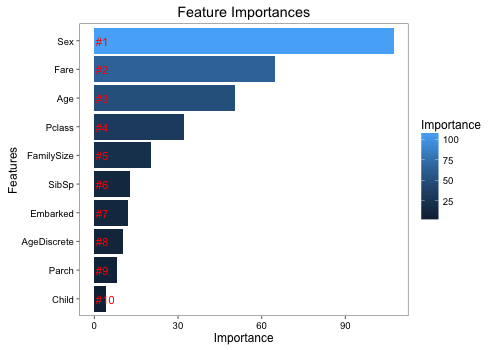 Feature Importances
Features
Sex #1
Fare #2
Age #3
Pclass #4
FamilySize #5
SibSp #6
Embarked #7
AgeDiscrete #8
Parch #9
Child #10
0 30 60 90
Importance
Importance
100
75
50
25